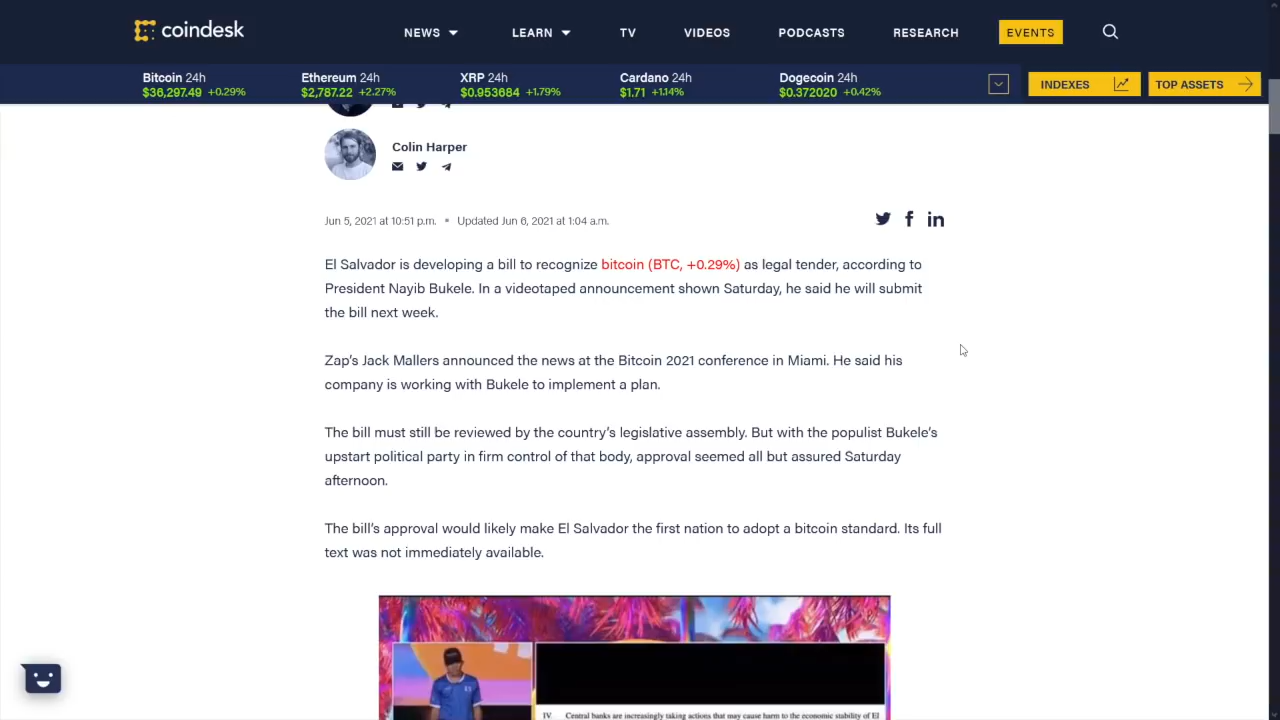 coindesk
NEWS
LEARN
TV
VIDEOS
PODCASTS
RESEARCH
EVENTS
Bitcoin 24h
$36,297.49 +0.29%
Ethereum 24h
$2,787.22 +2.27%
XRP 24h
$0.953684 +1.79%
Cardano 24h
$1.71 +1.14%
Dogecoin 24h
$0.372020 +0.42%
INDEXES
TOP ASSETS
Colin Harper
Jun 5, 2021 at 10:51 p.m. Updated Jun 6, 2021 at 1:04 a.m.
El Salvador is developing a bill to recognize bitcoin (BTC, +0.29%) as legal tender, according to
President Nayib Bukele. In a videotaped announcement shown Saturday, he said he will submit
the bill next week.
Zap's Jack Mallers announced the news at the Bitcoin 2021 conference in Miami. He said his
company is working with Bukele to implement a plan.
The bill must still be reviewed by the country's legislative assembly. But with the populist Bukele's
upstart political party in firm control of that body, approval seemed all but assured Saturday
afternoon.
The bill's approval would likely make El Salvador the first nation to adopt a bitcoin standard. Its full
text was not immediately available.
IV. Central banks are increasingly taking actions that may cause harm to the economic stability of El